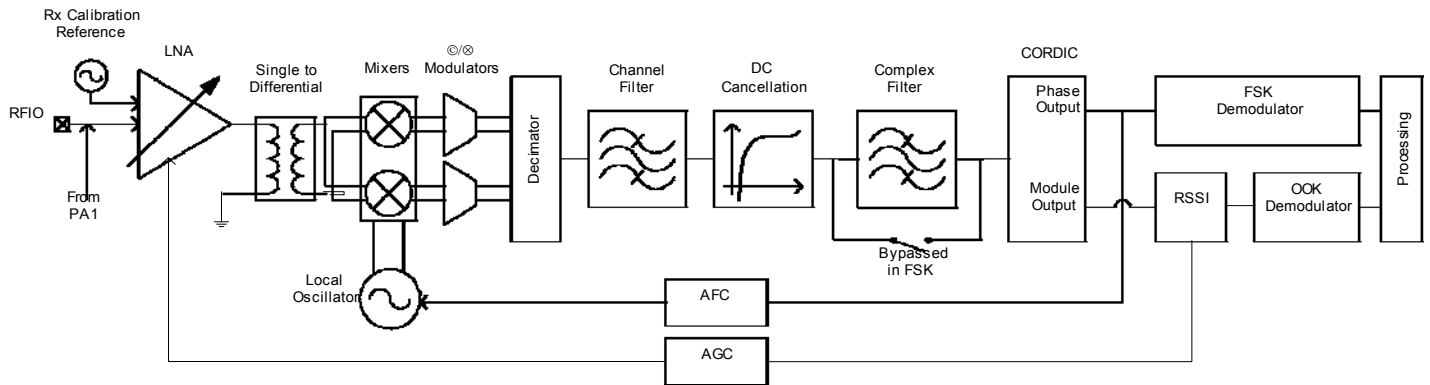 Rx Calibration
Reference
LNA
RFIO
From
PA1
Single to
Differential
Mixers
©/⊗
Modulators
Local
Oscillator
Decimator
Channel
Filter
DC
Cancellation
Complex
Filter
Bypassed
in FSK
CORDIC
Phase
Output
Module
Output
FSK
Demodulator
RSSI
OOK
Demodulator
Processing
AFC
AGC